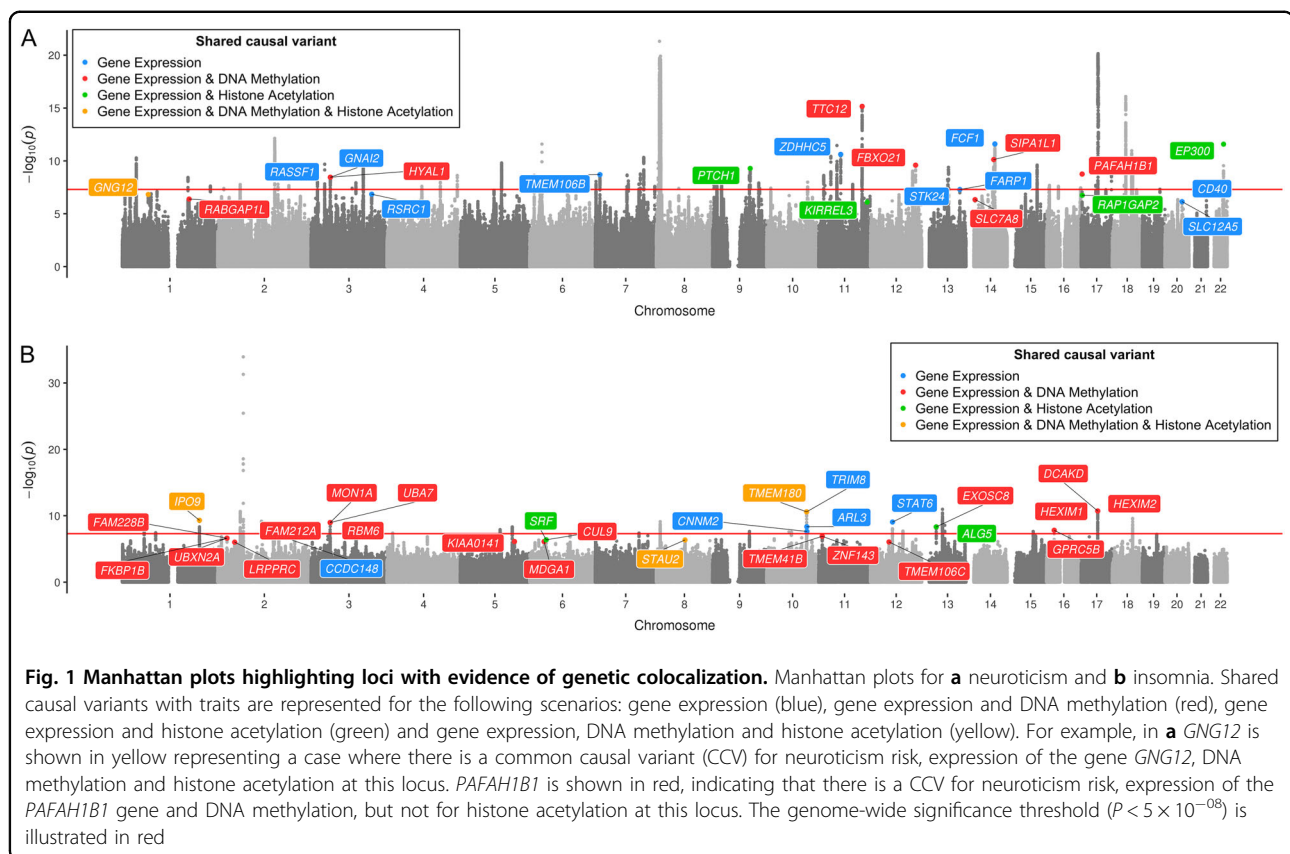 A
Shared causal variant
Gene Expression
Gene Expression & DNA Methylation
Gene Expression & Histone Acetylation
Gene Expression & DNA Methylation & Histone Acetylation
−log10(p)
20
15
10
5
0
GNG12
RABGAP1L
RASSF1
GNAI2
HYAL1
RSRC1
TMEM106B
PTCH1
ZDHHC5
TTC12
KIRREL3
FBXO21
STK24
FARP1
FCF1
SIPA1L1
SLC7A8
PAFAH1B1
RAP1GAP2
EP300
CD40
SLC12A5
1 2 3 4 5 6 7 8 9 10 11 12 13 14 15 16 17 18 19 20 21 22
Chromosome
B
Shared causal variant
Gene Expression
Gene Expression & DNA Methylation
Gene Expression & Histone Acetylation
Gene Expression & DNA Methylation & Histone Acetylation
−log10(p)
30
20
10
0
IPO9
FAM228B
FKBP1B
UBXN2A
LRPPRC
MON1A
UBA7
FAM212A
RBM6
CCDC148
KIAA0141
SRF
CUL9
MDGA1
STAU2
TMEM180
TRIM8
CNNM2
ARL3
TMEM41B
ZNF143
STAT6
TMEM106C
EXOSC8
ALG5
DCAKD
HEXIM1
HEXIM2
GPRC5B
1 2 3 4 5 6 7 8 9 10 11 12 13 14 15 16 17 18 19 20 21 22
Chromosome
Fig. 1 Manhattan plots highlighting loci with evidence of genetic colocalization. Manhattan plots for a neuroticism and b insomnia. Shared
causal variants with traits are represented for the following scenarios: gene expression (blue), gene expression and DNA methylation (red), gene
expression and histone acetylation (green) and gene expression, DNA methylation and histone acetylation (yellow). For example, in a GNG12 is
shown in yellow representing a case where there is a common causal variant (CCV) for neuroticism risk, expression of the gene GNG12, DNA
methylation and histone acetylation at this locus. PAFAH1B1 is shown in red, indicating that there is a CCV for neuroticism risk, expression of the
PAFAH1B1 gene and DNA methylation, but not for histone acetylation at this locus. The genome-wide significance threshold (P < 5 × 10−08) is
illustrated in red